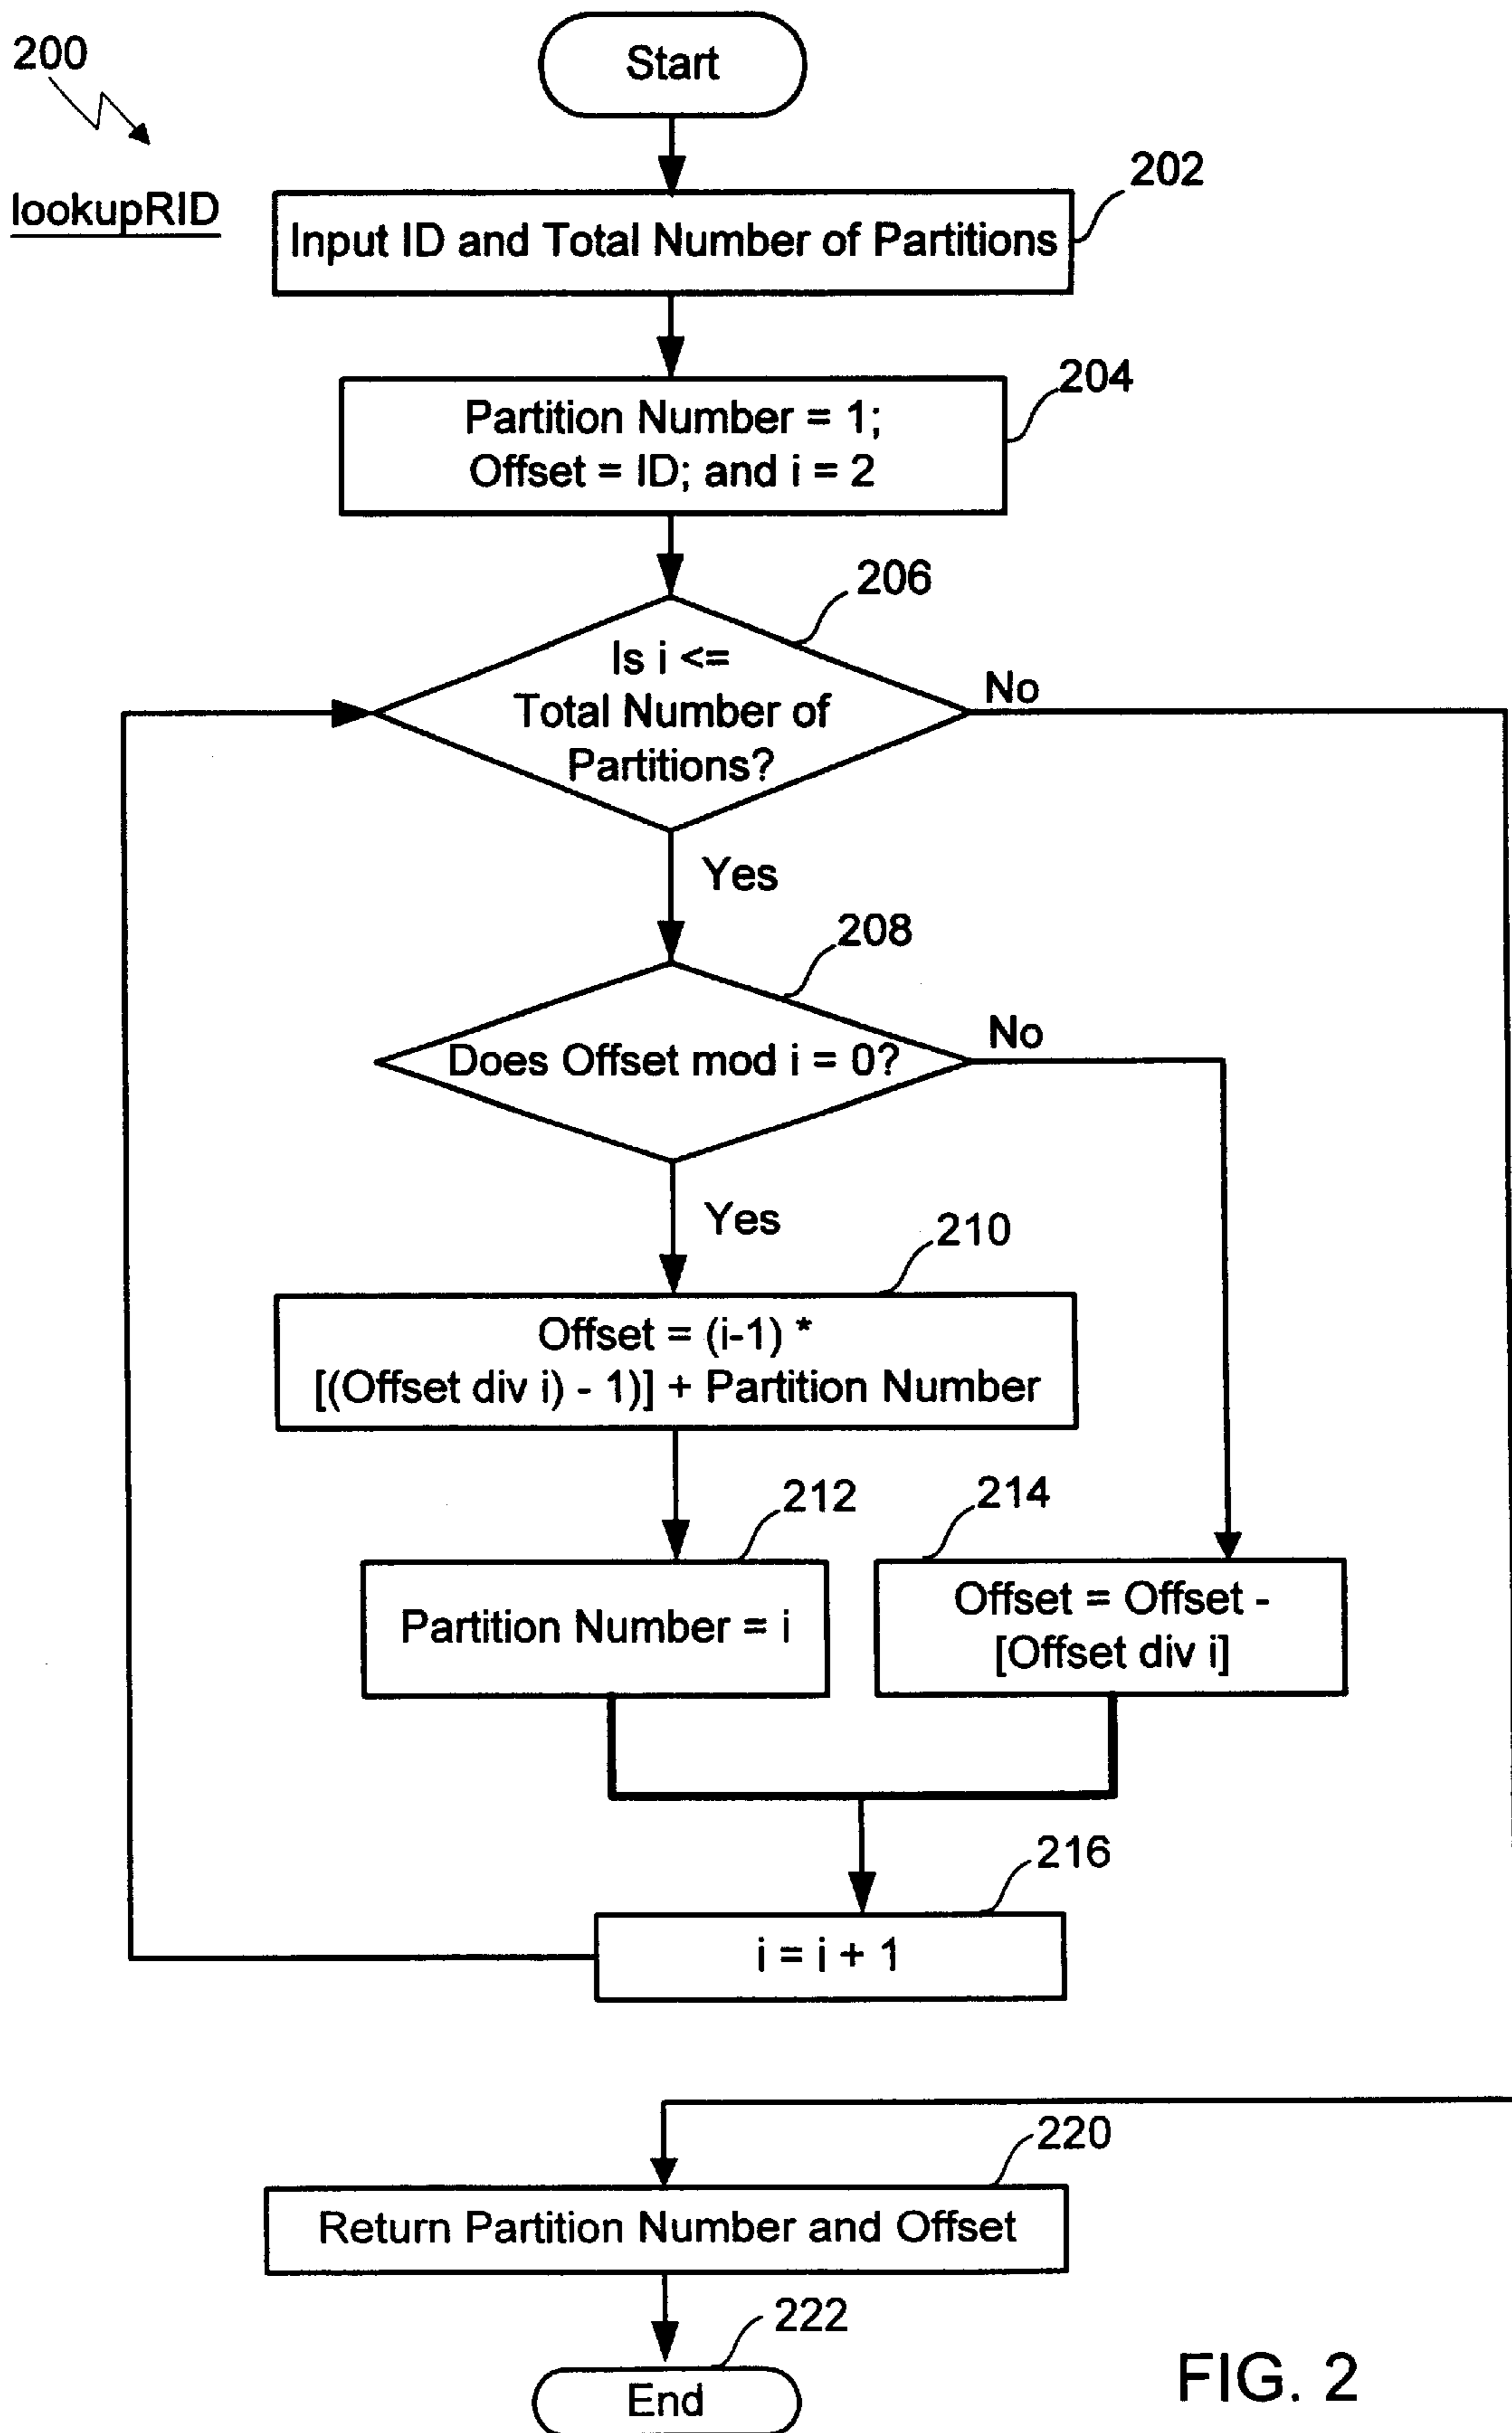 200
Start
lookupRID
202
Input ID and Total Number of Partitions
204
Partition Number = 1;
Offset = ID; and i = 2
206
Is i <=
Total Number of
Partitions?
No
Yes
208
Does Offset mod i = 0?
No
Yes
210
Offset = (i-1) *
[(Offset div i) - 1)] + Partition Number
212
Partition Number = i
214
Offset = Offset -
[Offset div i]
216
i = i + 1
220
Return Partition Number and Offset
222
End
FIG. 2